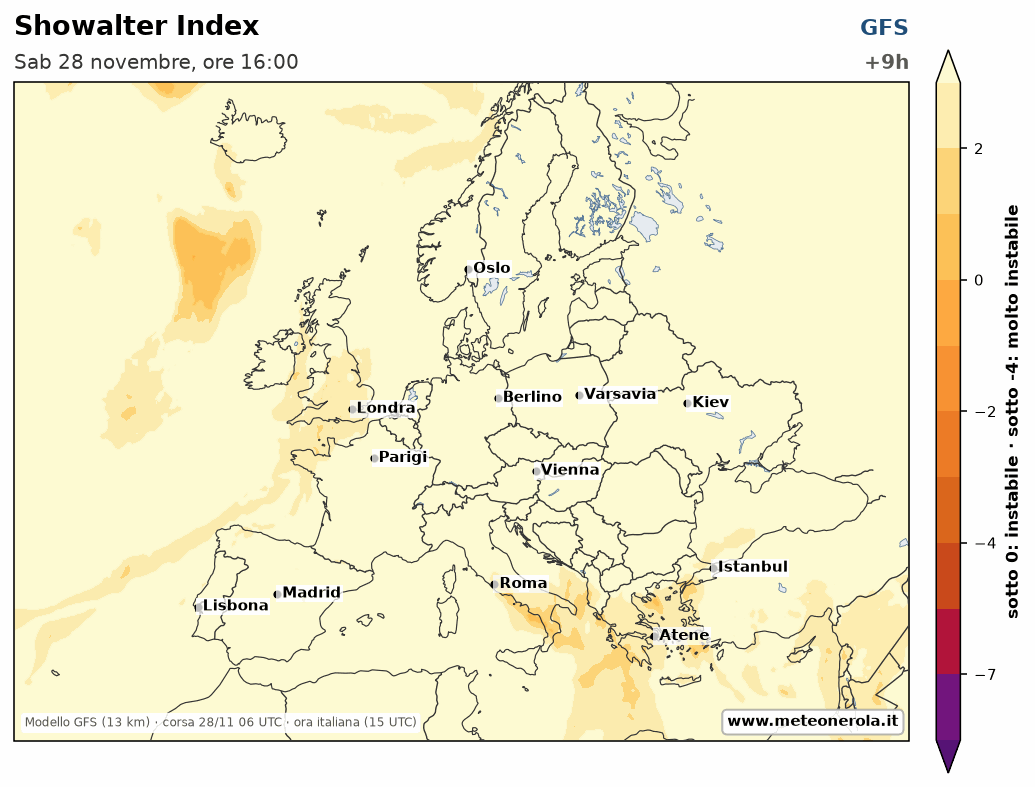 Showalter Index
GFS
Sab 28 novembre, ore 16:00
+9h
2
0
−2
−4
−7
sotto 0: instabile · sotto -4: molto instabile
Oslo
Berlino
Varsavia
Kiev
Londra
Parigi
Vienna
Istanbul
Roma
Madrid
Lisbona
Atene
Modello GFS (13 km) · corsa 28/11 06 UTC · ora italiana (15 UTC)
www.meteonerola.it